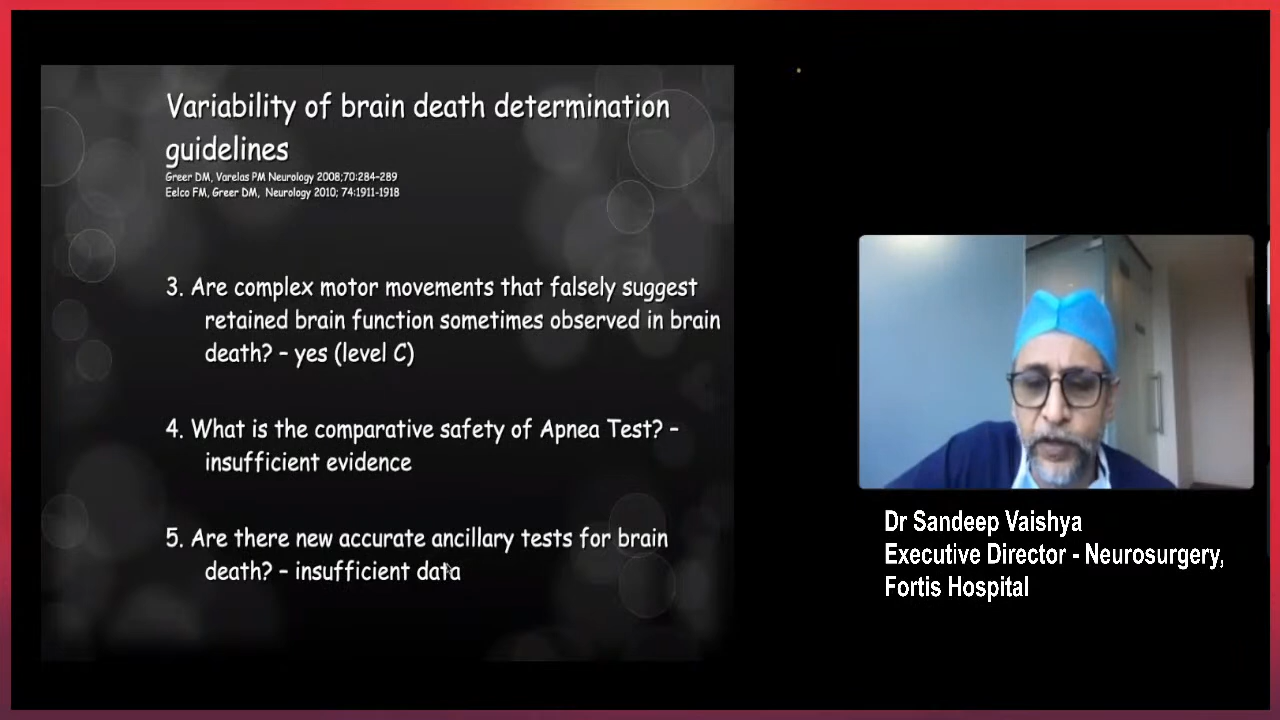 Variability of brain death determination
guidelines
Greer DM, Varelas PM Neurology 2008;70:284-289
Eelco FM, Greer DM, Neurology 2010; 74:1911-1918
3. Are complex motor movements that falsely suggest
retained brain function sometimes observed in brain
death? – yes (level C)
4. What is the comparative safety of Apnea Test? –
insufficient evidence
5. Are there new accurate ancillary tests for brain
death? – insufficient data
Dr Sandeep Vaishya
Executive Director - Neurosurgery,
Fortis Hospital